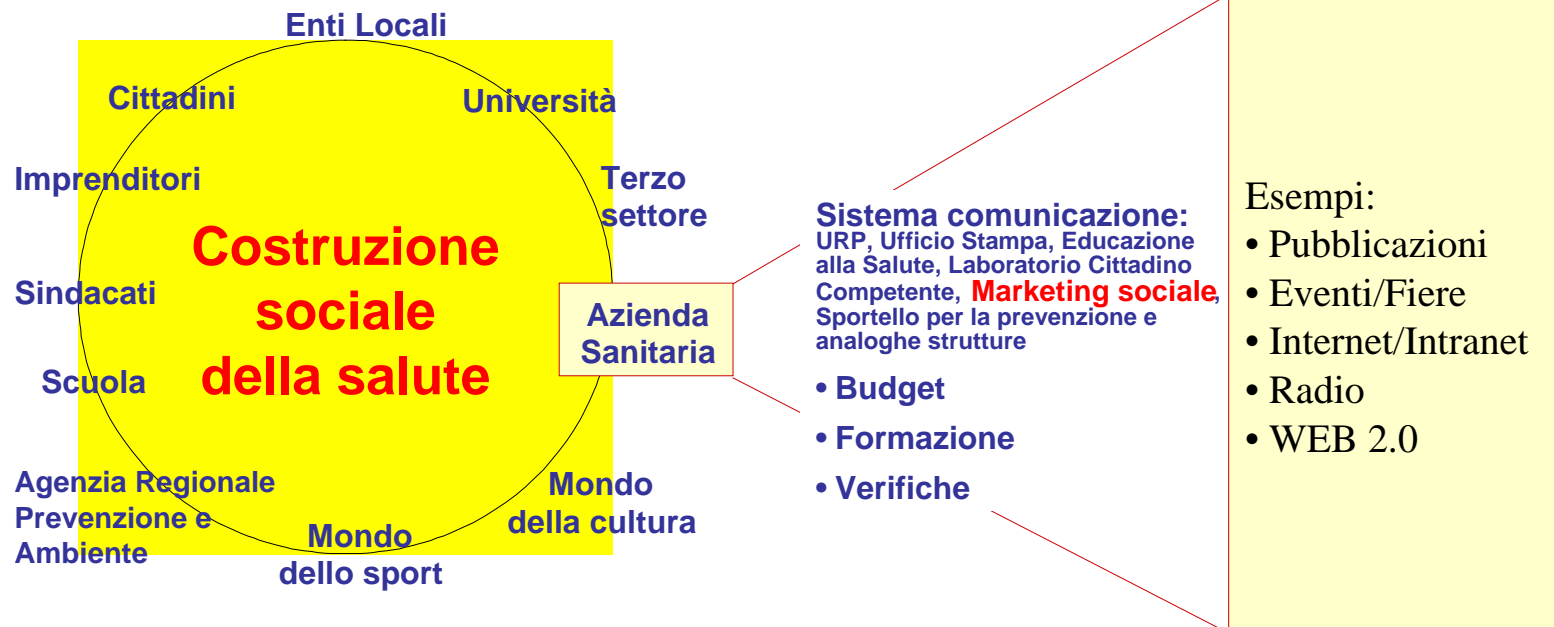 Enti Locali
Cittadini
Università
Imprenditori
Terzo
settore
Costruzione
sociale
della salute
Sindacati
Azienda
Sanitaria
Scuola
Agenzia Regionale
Prevenzione e
Ambiente
Mondo
dello sport
Mondo
della cultura
Sistema comunicazione:
URP, Ufficio Stampa, Educazione
alla Salute, Laboratorio Cittadino
Competente, Marketing sociale,
Sportello per la prevenzione e
analoghe strutture
• Budget
• Formazione
• Verifiche
Esempi:
• Pubblicazioni
• Eventi/Fiere
• Internet/Intranet
• Radio
• WEB 2.0